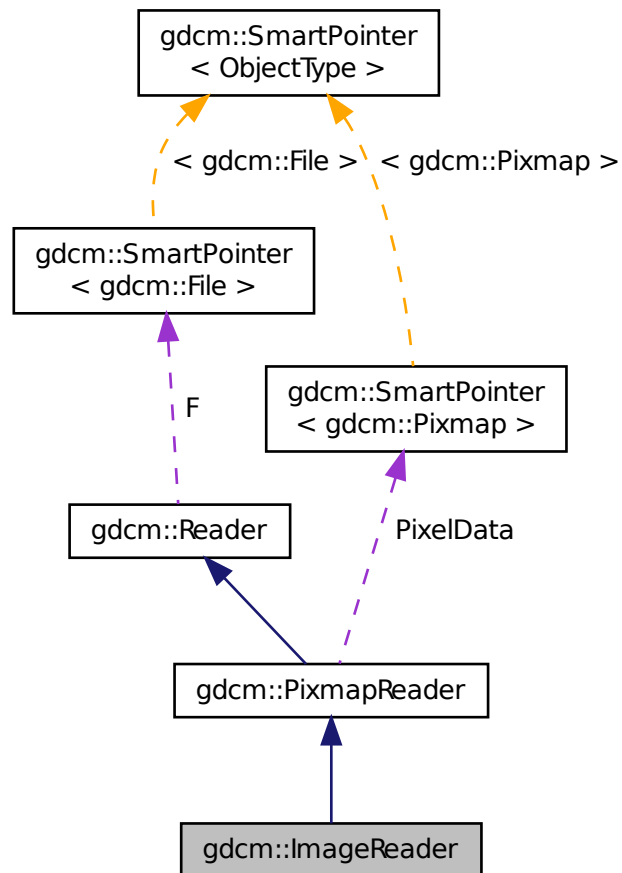 gdcm::SmartPointer
< ObjectType >
< gdcm::File >
< gdcm::Pixmap >
gdcm::SmartPointer
< gdcm::File >
gdcm::SmartPointer
< gdcm::Pixmap >
F
gdcm::Reader
PixelData
gdcm::PixmapReader
gdcm::ImageReader